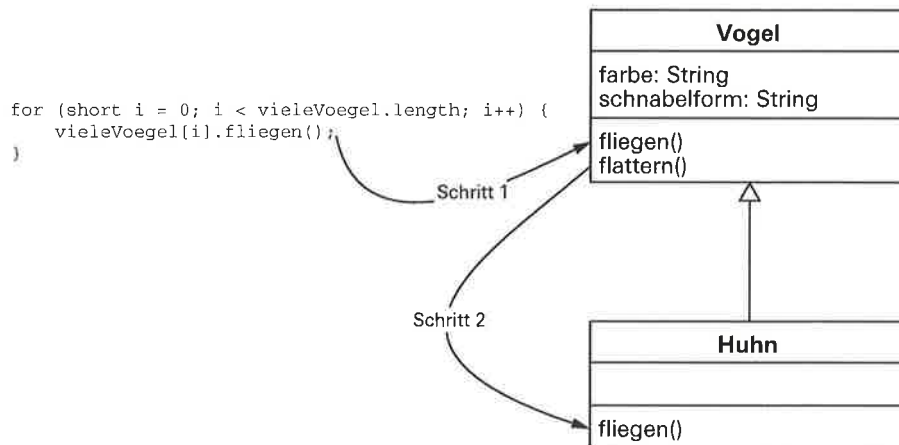 for (short i = 0; i < vieleVoegel.length; i++) {
vieleVoegel[i].fliegen();
}
Schritt 1
Schritt 2
Vogel
farbe: String
schnabelform: String
fliegen()
flattern()
Huhn
fliegen()